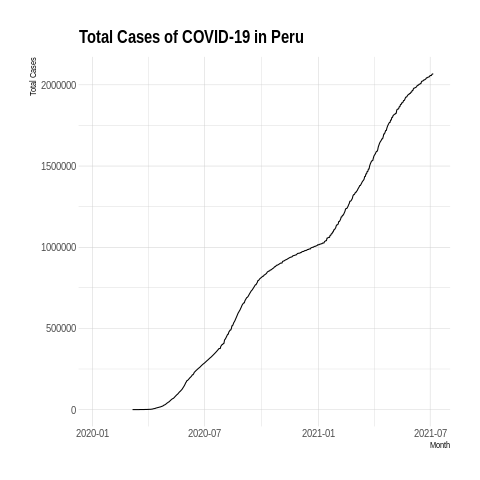 Total Cases of COVID-19 in Peru
Total Cases
2000000
1500000
1000000
500000
0
2020-01 2020-07 2021-01 2021-07
Month